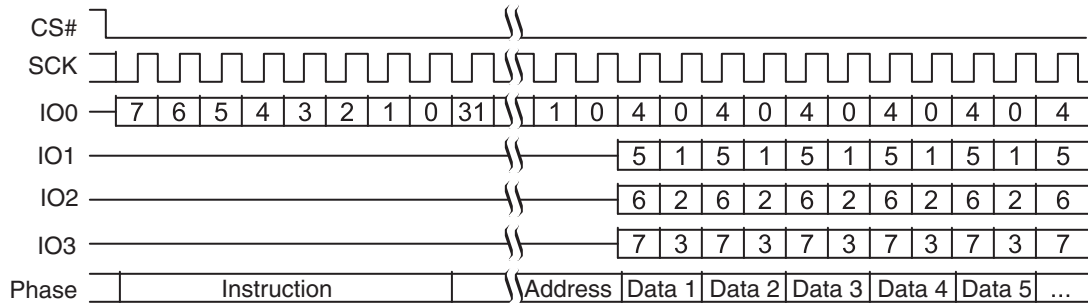 CS#
SCK
IO0 7 6 5 4 3 2 1 0 31 1 0 4 0 4 0 4 0 4 0 4 0 4
IO1 5 1 5 1 5 1 5 1 5 1 5
IO2 6 2 6 2 6 2 6 2 6 2 6
IO3 7 3 7 3 7 3 7 3 7 3 7
Phase Instruction Address Data 1 Data 2 Data 3 Data 4 Data 5 ...